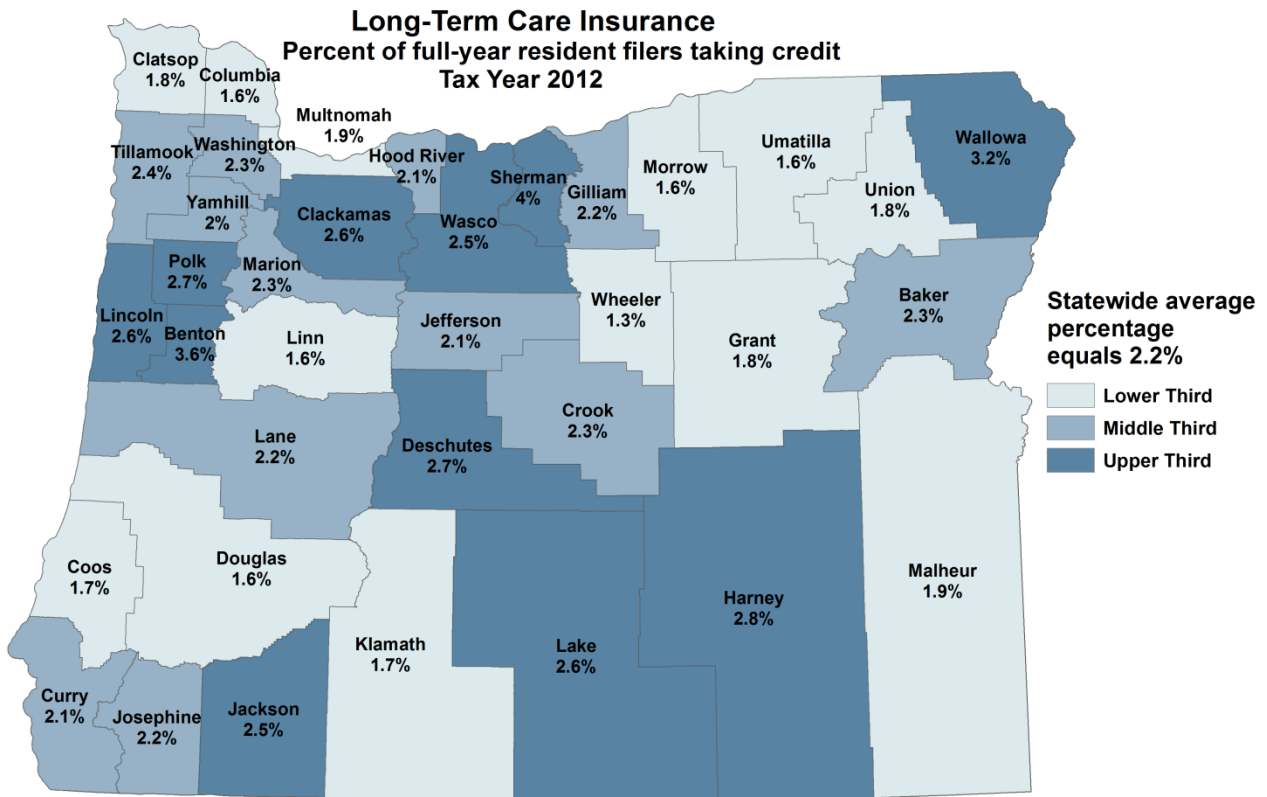 Long-Term Care Insurance
Percent of full-year resident filers taking credit
Tax Year 2012
Clatsop
1.8%
Columbia
1.6%
Multnomah
1.9%
Tillamook
2.4%
Washington
2.3%
Hood River
2.1%
Sherman
4%
Gilliam
2.2%
Morrow
1.6%
Umatilla
1.6%
Union
1.8%
Wallowa
3.2%
Yamhill
2%
Clackamas
2.6%
Wasco
2.5%
Polk
2.7%
Marion
2.3%
Lincoln
2.6%
Benton
3.6%
Linn
1.6%
Jefferson
2.1%
Wheeler
1.3%
Grant
1.8%
Baker
2.3%
Lane
2.2%
Deschutes
2.7%
Crook
2.3%
Coos
1.7%
Douglas
1.6%
Klamath
1.7%
Lake
2.6%
Harney
2.8%
Malheur
1.9%
Curry
2.1%
Josephine
2.2%
Jackson
2.5%
Statewide average
percentage
equals 2.2%
Lower Third
Middle Third
Upper Third